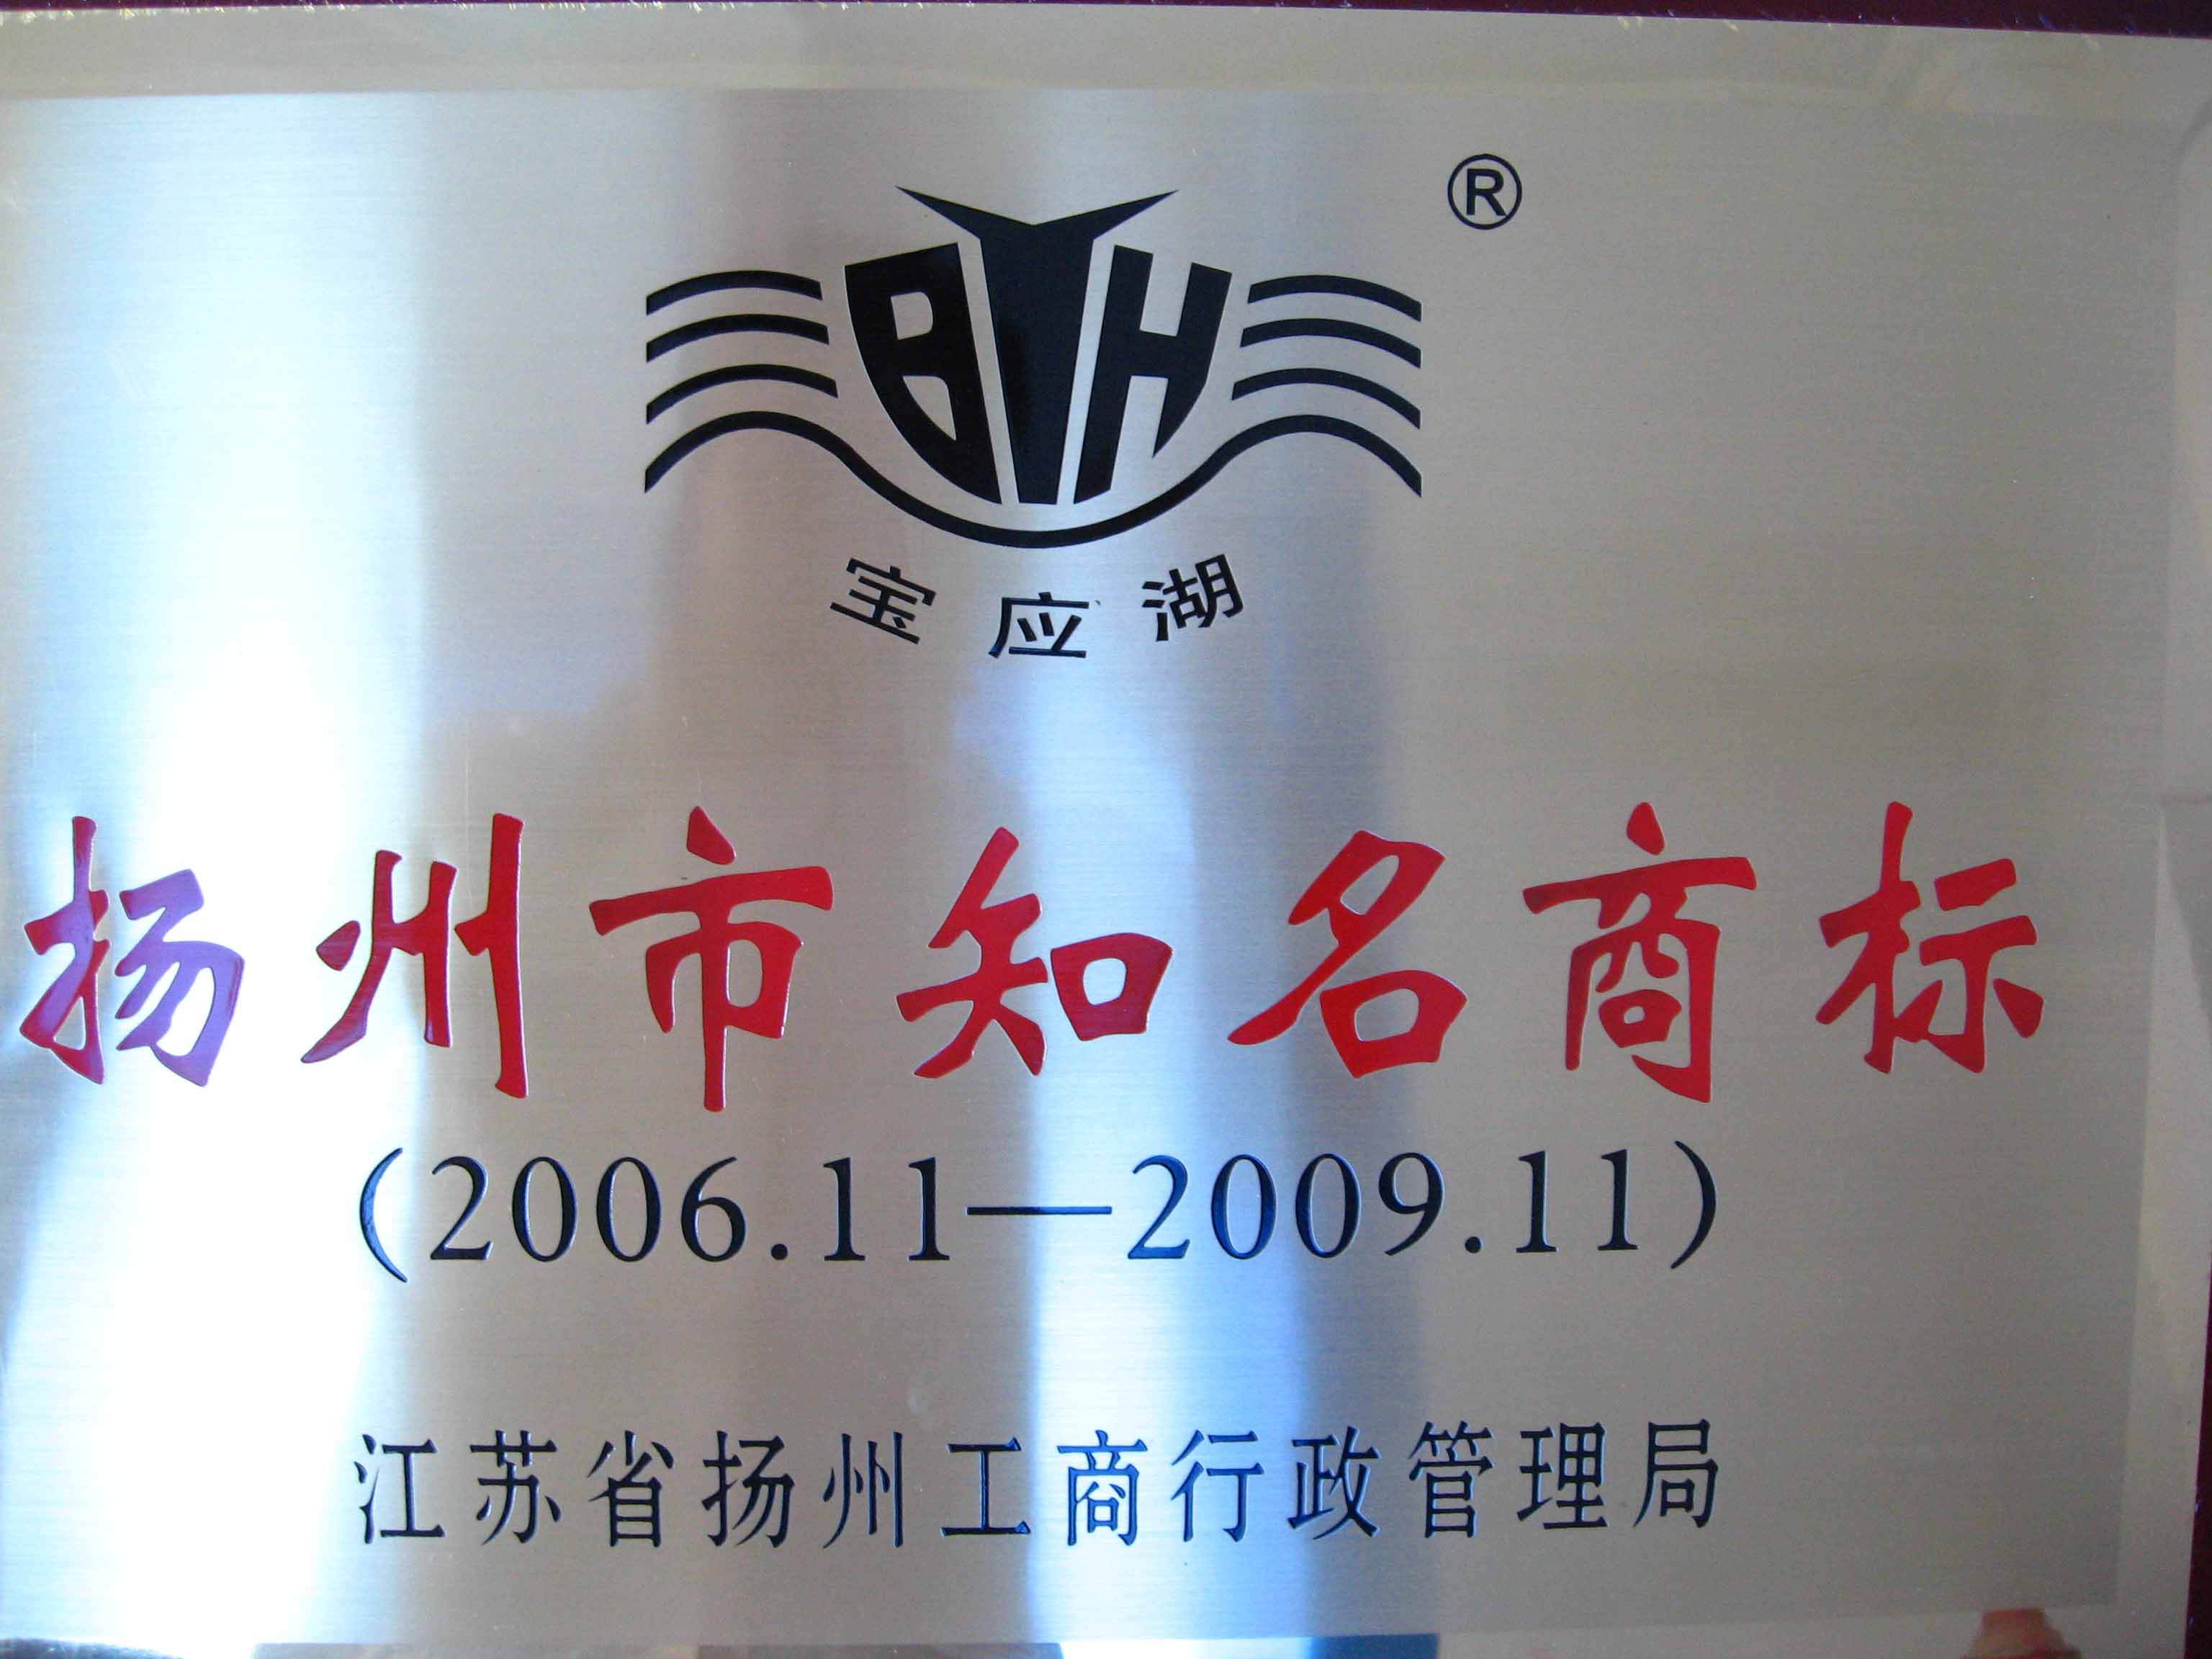 ®
BYH
宝应湖
扬州市知名商标
(2006.11—2009.11)
江苏省扬州工商行政管理局